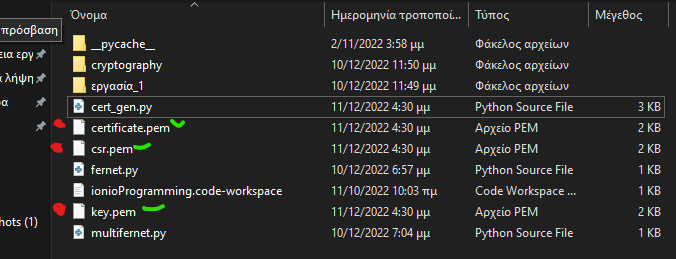 Όνομα Ημερομηνία τροποποί... Τύπος Μέγεθος
πρόσβαση
__pycache__ 2/11/2022 3:58 μμ Φάκελος αρχείων
εια εργ
cryptography 10/12/2022 11:50 μμ Φάκελος αρχείων
α λήψη
εργασία_1 10/12/2022 11:49 μμ Φάκελος αρχείων
cert_gen.py 11/12/2022 4:30 μμ Python Source File 3 KB
certificate.pem 11/12/2022 4:30 μμ Αρχείο PEM 2 KB
csr.pem 11/12/2022 4:30 μμ Αρχείο PEM 2 KB
fernet.py 10/12/2022 6:57 μμ Python Source File 1 KB
ionioProgramming.code-workspace 11/10/2022 10:03 πμ Code Workspace ... 1 KB
key.pem 11/12/2022 4:30 μμ Αρχείο PEM 2 KB
hots (1)
multifernet.py 10/12/2022 7:04 μμ Python Source File 1 KB